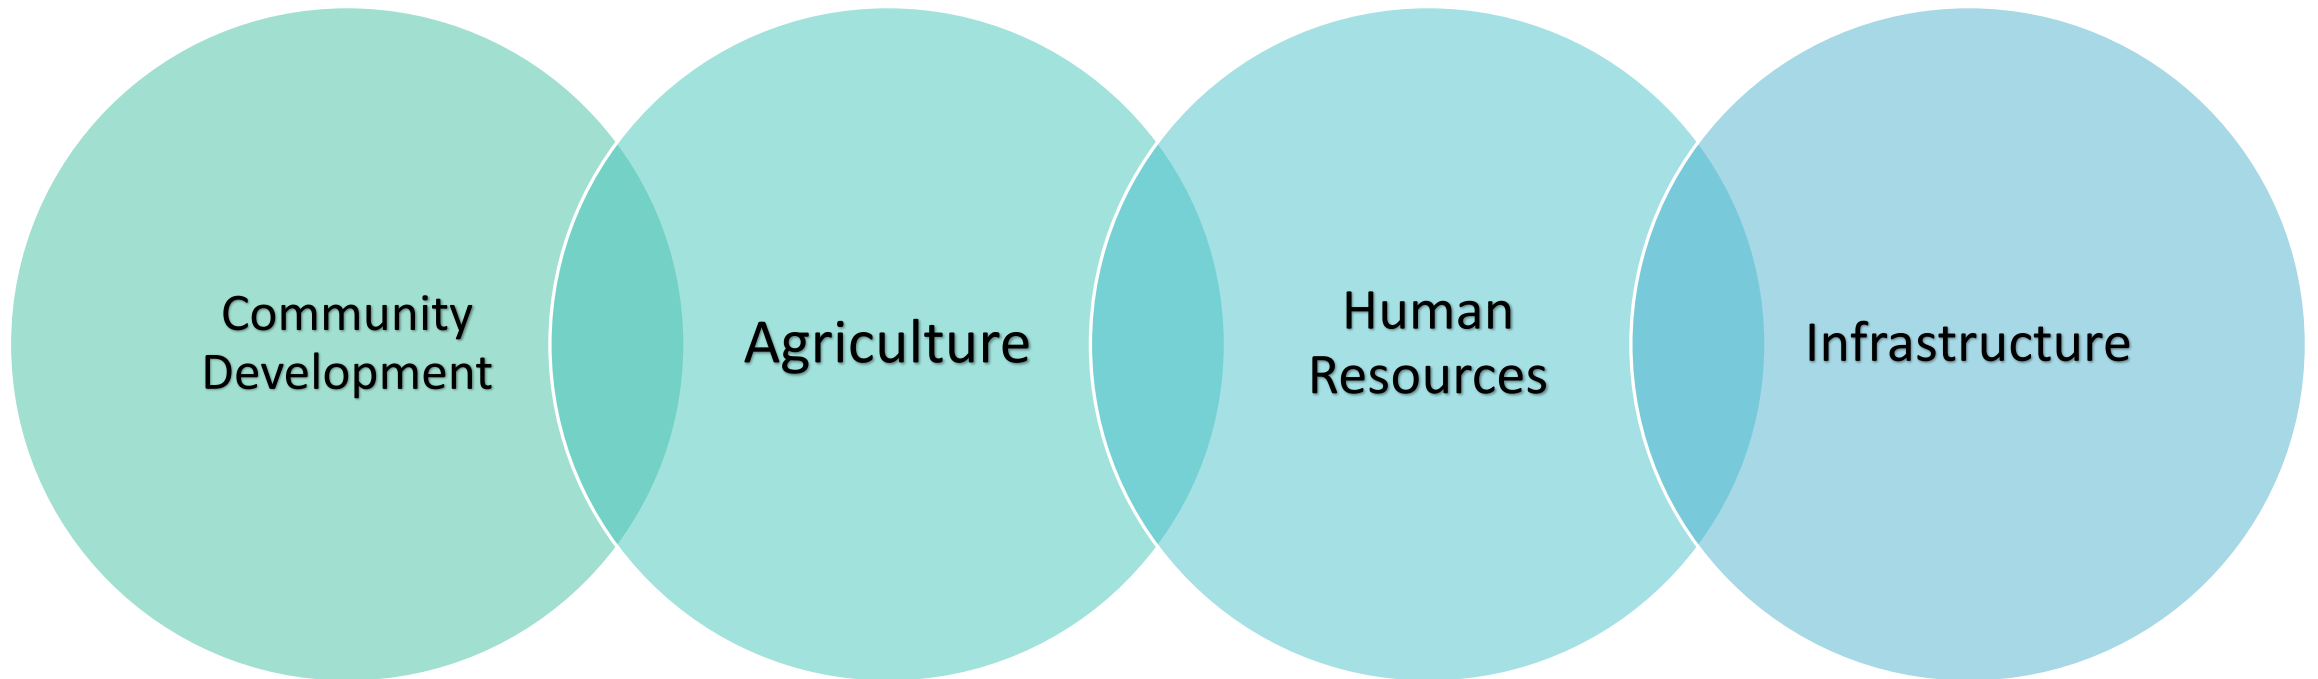 Community
Development
Agriculture
Human
Resources
Infrastructure